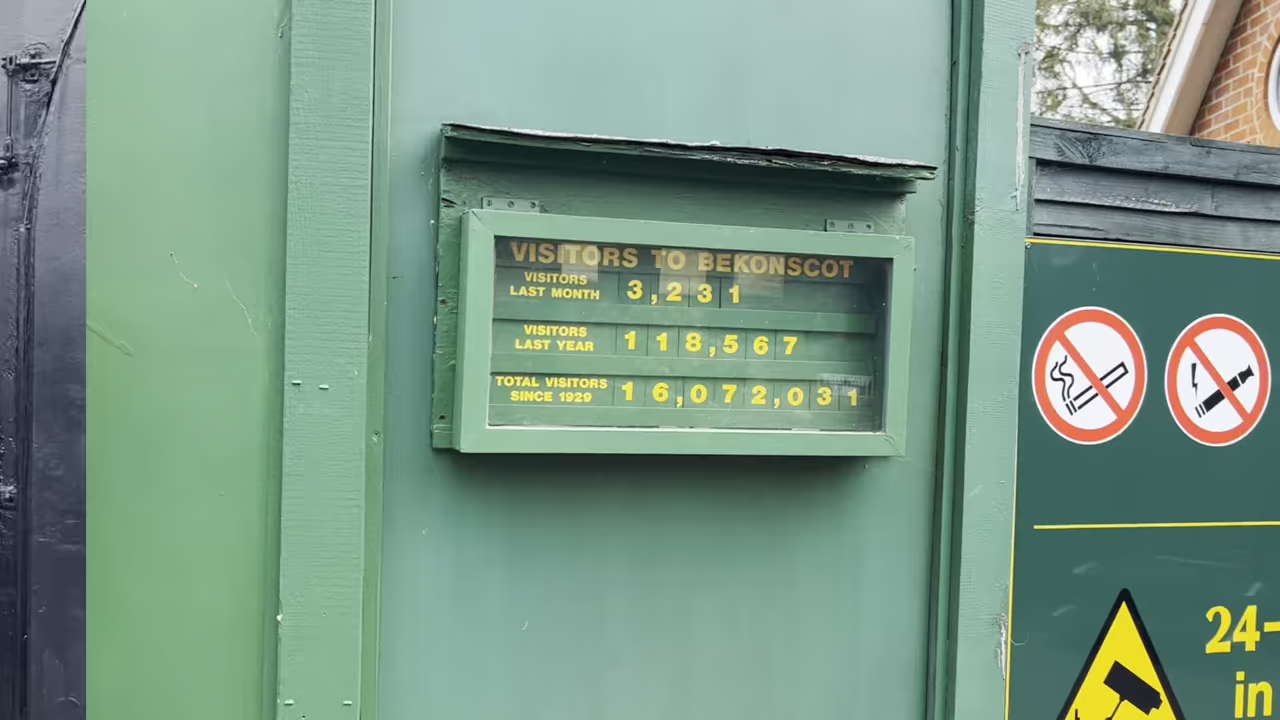 VISITORS TO BEKONSCOT
VISITORS
LAST MONTH 3,231
VISITORS
LAST YEAR 118,567
TOTAL VISITORS
SINCE 1929 16,072,031
24-
in